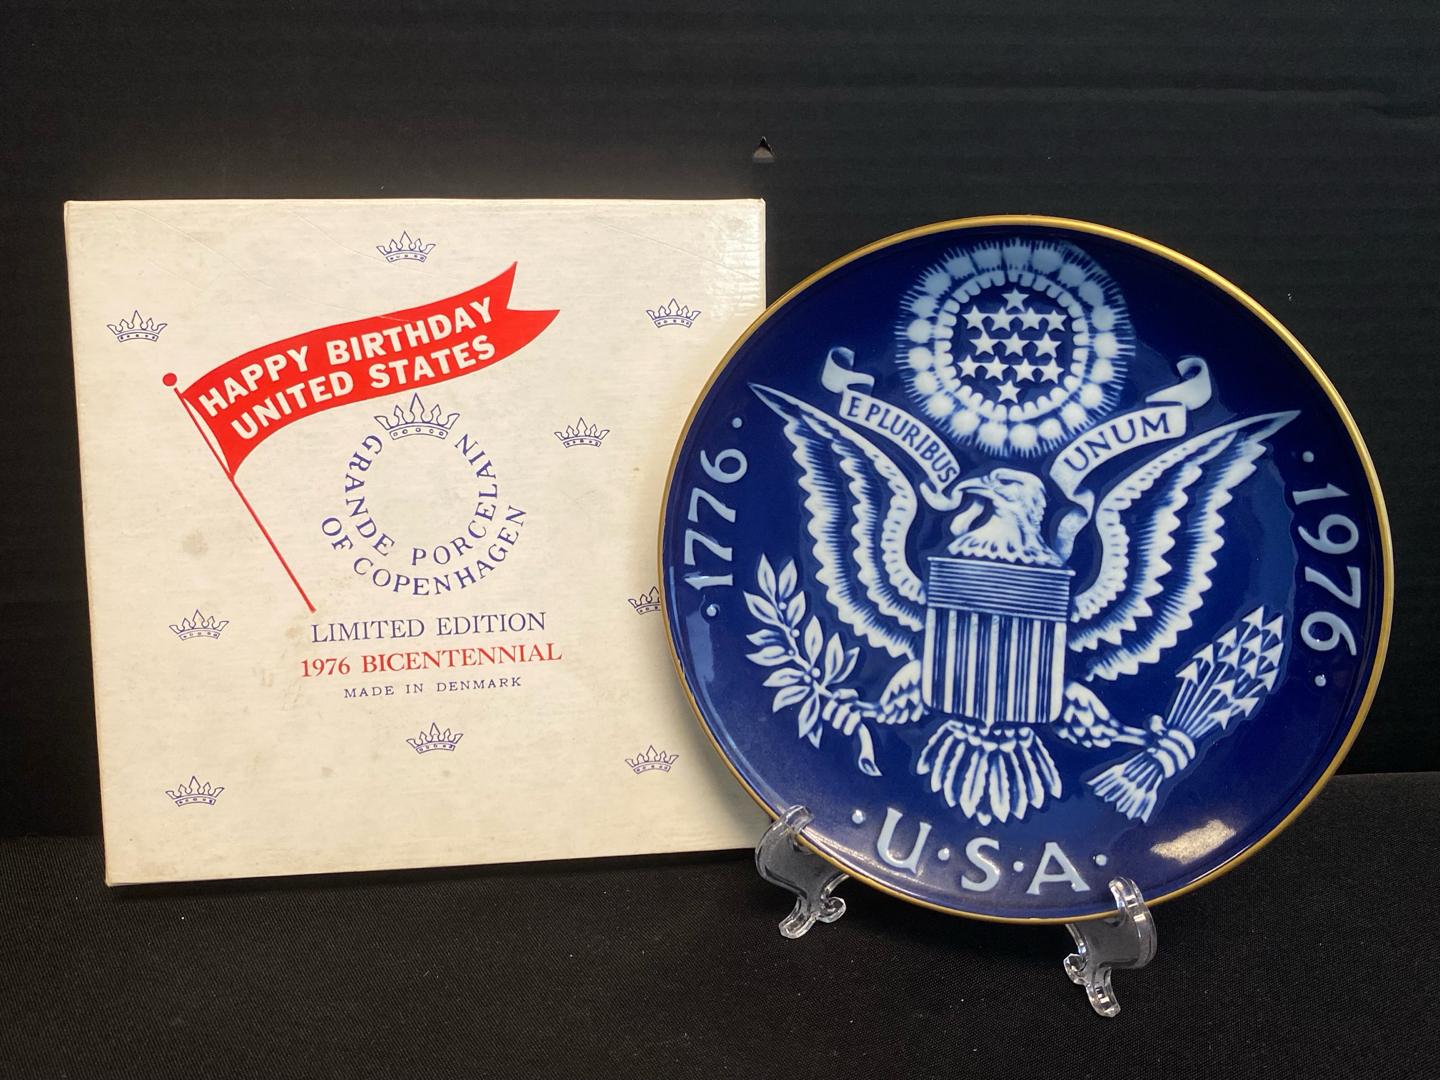 HAPPY BIRTHDAY
UNITED STATES
GRANDE PORCELAIN
OF COPENHAGEN
LIMITED EDITION
1976 BICENTENNIAL
MADE IN DENMARK
E PLURIBUS UNUM
· 1776 ·
· 1976 ·
· U · S · A ·